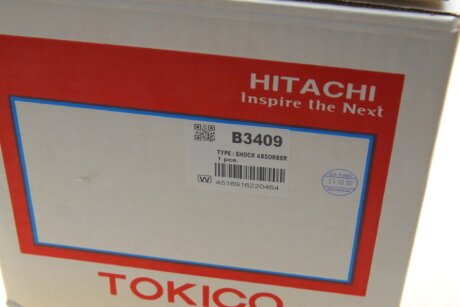 HITACHI
Inspire the Next
B3409
TYPE : SHOCK ABSORBER
1 pce.
W
4516916220464
TOKICO